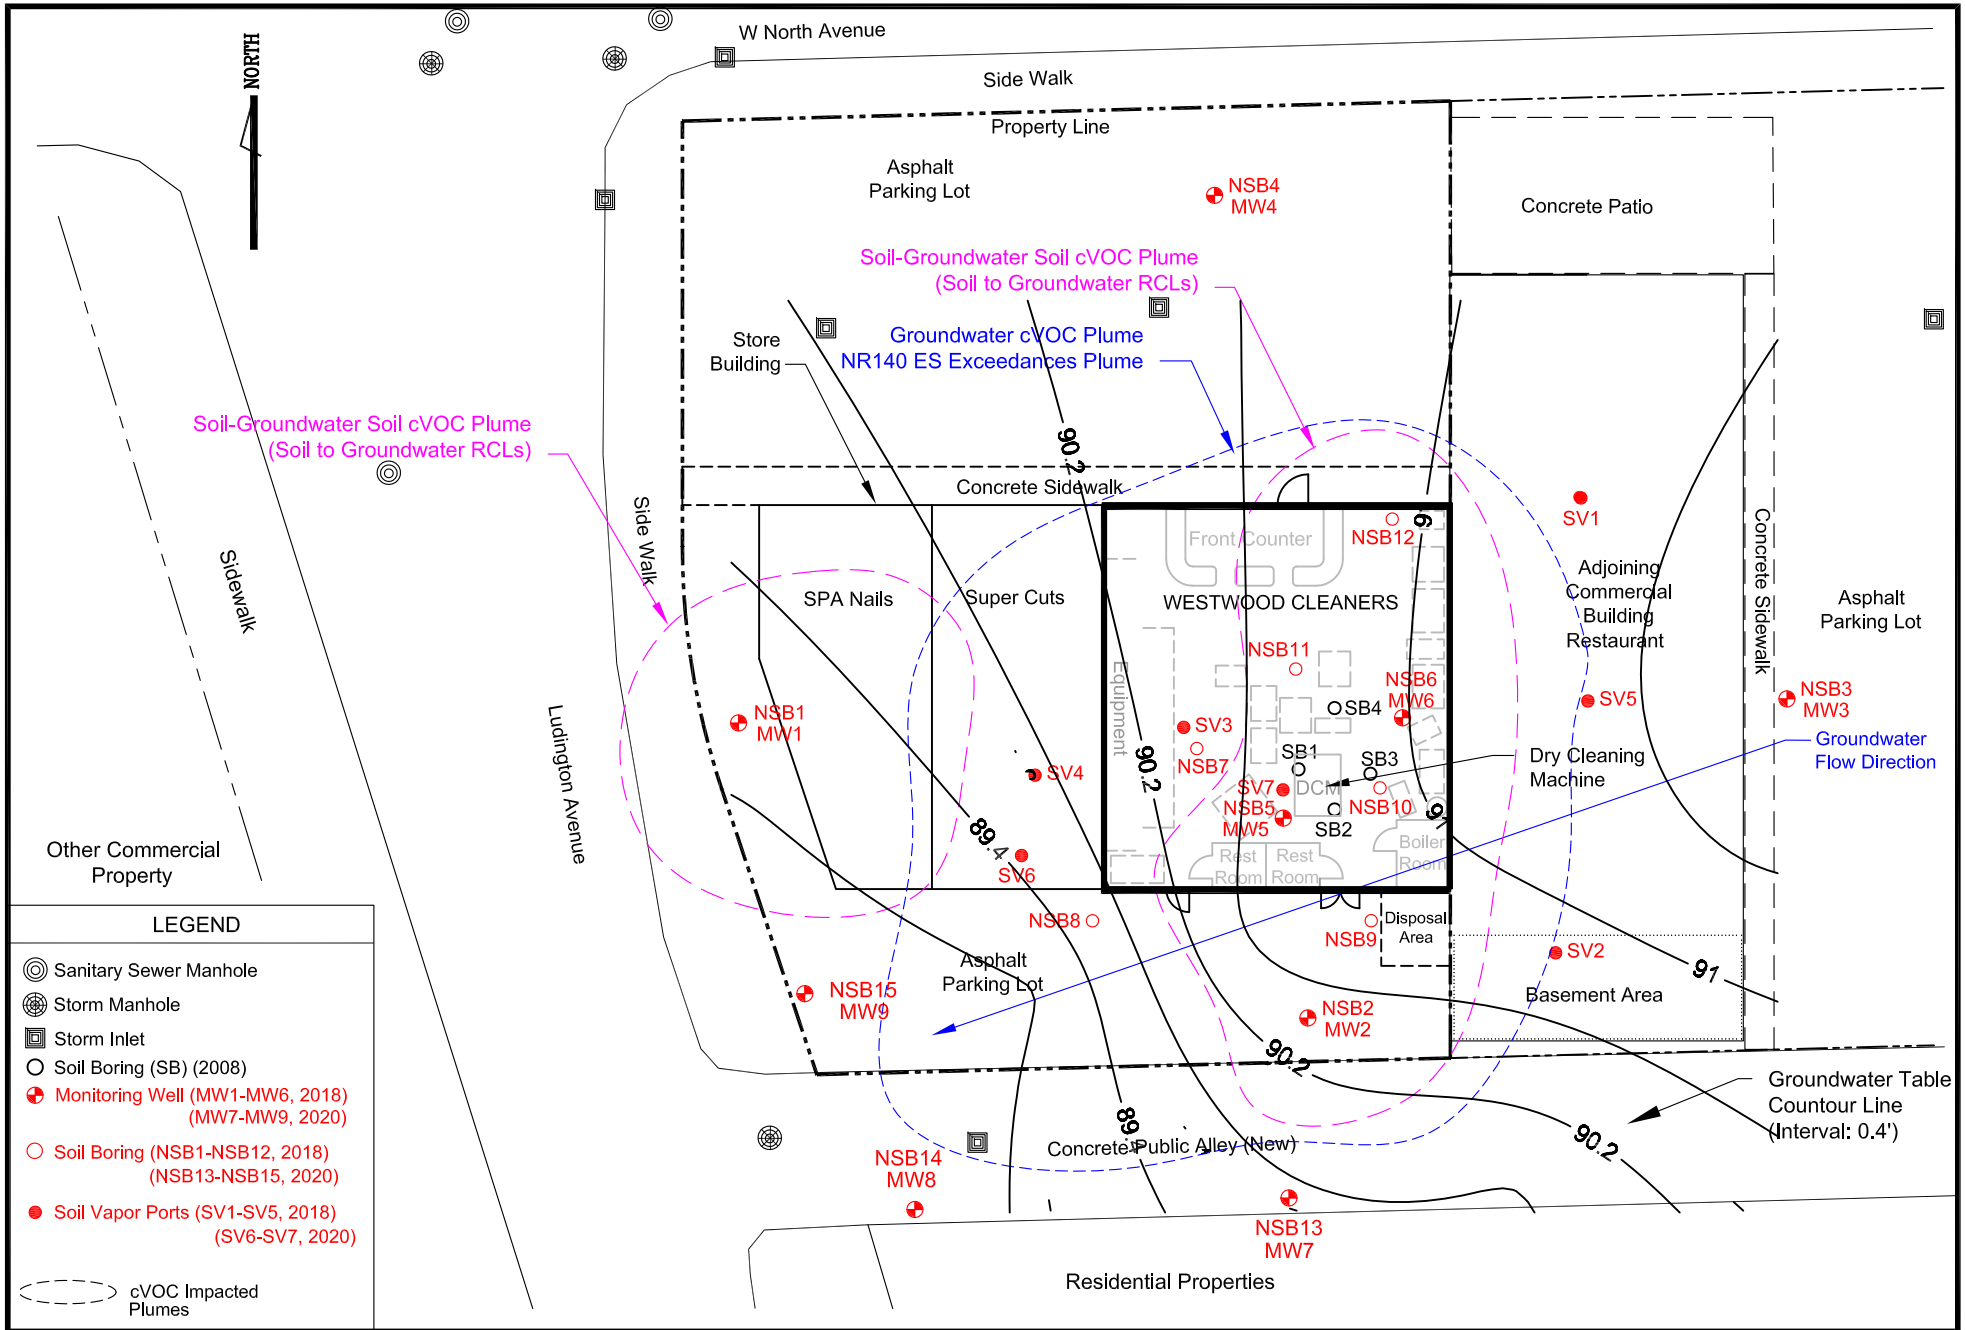 W North Avenue
NORTH
Side Walk
Property Line
Asphalt
Parking Lot
NSB4
MW4
Concrete Patio
Soil-Groundwater Soil cVOC Plume
(Soil to Groundwater RCLs)
Groundwater cVOC Plume
NR140 ES Exceedances Plume
Store
Building
Soil-Groundwater Soil cVOC Plume
(Soil to Groundwater RCLs)
90.2
Concrete Sidewalk
Side Walk
Sidewalk
Front Counter
NSB12
SV1
Concrete Sidewalk
SPA Nails
Super Cuts
WESTWOOD CLEANERS
Adjoining
Commercial
Building
Restaurant
Asphalt
Parking Lot
NSB11
Equipment
NSB6
MW6
SB4
SV5
NSB3
MW3
NSB1
MW1
SV3
NSB7
Ludington Avenue
SV4
90.2
SB1
SB3
Dry Cleaning
Machine
Groundwater
Flow Direction
SV7
DCM
NSB10
NSB5
MW5
SB2
91
89.4
Boiler
Room
Rest
Room
Rest
Room
SV6
Other Commercial
Property
NSB8
NSB9
Disposal
Area
SV2
91
Asphalt
Parking Lot
Basement Area
NSB15
MW9
NSB2
MW2
90.2
Groundwater Table
Countour Line
(Interval: 0.4')
89.4
Concrete Public Alley (New)
90.2
NSB14
MW8
NSB13
MW7
Residential Properties
LEGEND
Sanitary Sewer Manhole
Storm Manhole
Storm Inlet
Soil Boring (SB) (2008)
Monitoring Well (MW1-MW6, 2018)
(MW7-MW9, 2020)
Soil Boring (NSB1-NSB12, 2018)
(NSB13-NSB15, 2020)
Soil Vapor Ports (SV1-SV5, 2018)
(SV6-SV7, 2020)
cVOC Impacted
Plumes